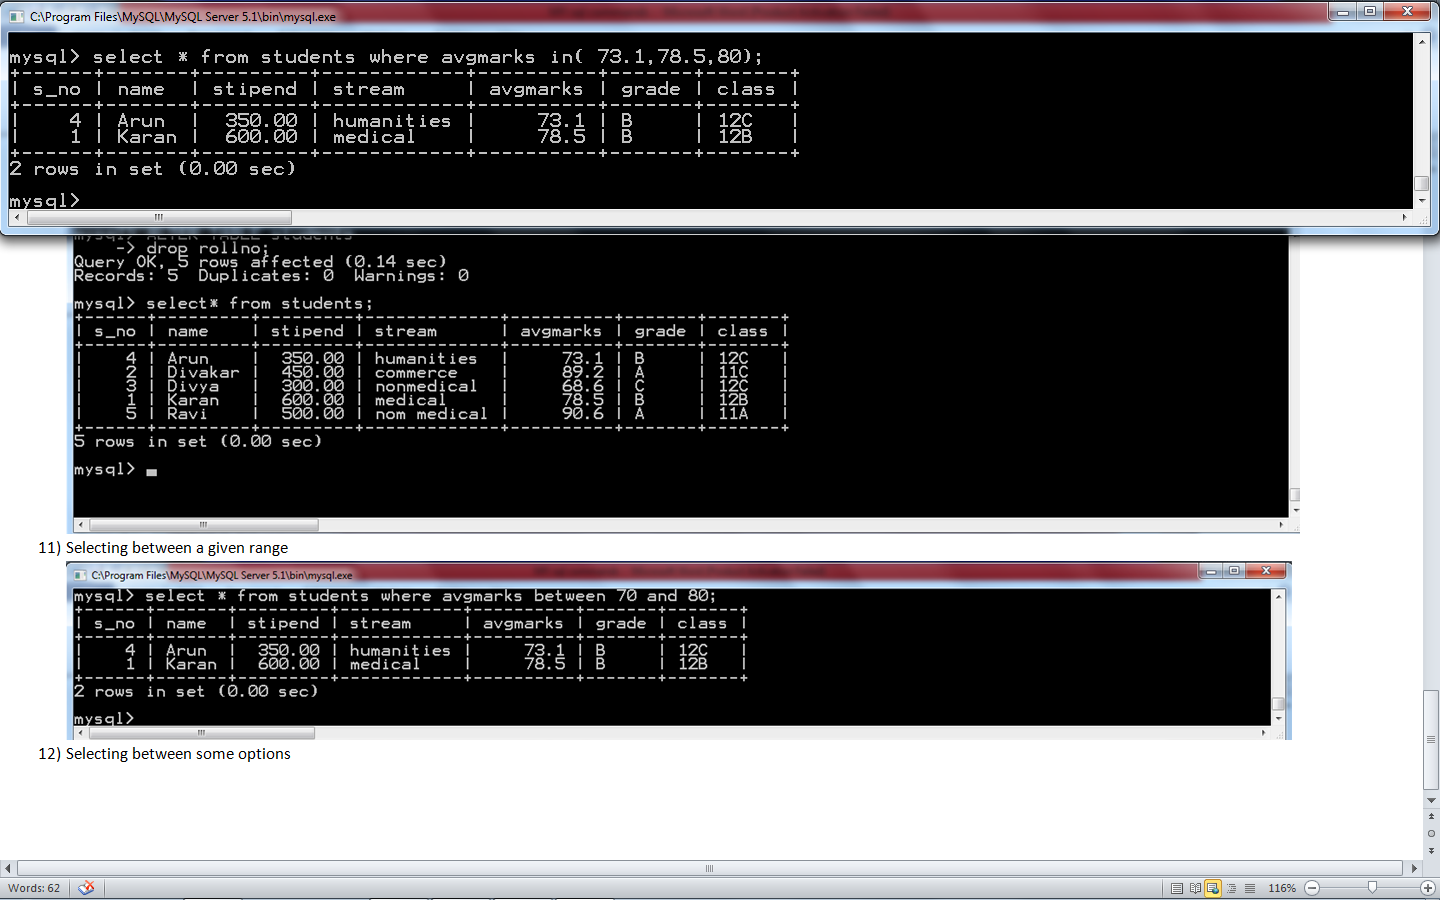 C:\Program Files\MySQL\MySQL Server 5.1\bin\mysql.exe
mysql> select * from students where avgmarks in( 73.1,78.5,80);
+------+-------+---------+------------+----------+-------+-------+
| s_no | name | stipend | stream | avgmarks | grade | class |
+------+-------+---------+------------+----------+-------+-------+
| 4 | Arun | 350.00 | humanities | 73.1 | B | 12C |
| 1 | Karan | 600.00 | medical | 78.5 | B | 12B |
+------+-------+---------+------------+----------+-------+-------+
2 rows in set (0.00 sec)
mysql>
mysql> ALTER TABLE students
-> drop rollno;
Query OK, 5 rows affected (0.14 sec)
Records: 5 Duplicates: 0 Warnings: 0
mysql> select* from students;
+------+---------+---------+-------------+----------+-------+-------+
| s_no | name | stipend | stream | avgmarks | grade | class |
+------+---------+---------+-------------+----------+-------+-------+
| 4 | Arun | 350.00 | humanities | 73.1 | B | 12C |
| 2 | Divakar | 450.00 | commerce | 89.2 | A | 11C |
| 3 | Divya | 300.00 | nonmedical | 68.6 | C | 12C |
| 1 | Karan | 600.00 | medical | 78.5 | B | 12B |
| 5 | Ravi | 500.00 | nom medical | 90.6 | A | 11A |
+------+---------+---------+-------------+----------+-------+-------+
5 rows in set (0.00 sec)
mysql>
11) Selecting between a given range
C:\Program Files\MySQL\MySQL Server 5.1\bin\mysql.exe
mysql> select * from students where avgmarks between 70 and 80;
+------+-------+---------+------------+----------+-------+-------+
| s_no | name | stipend | stream | avgmarks | grade | class |
+------+-------+---------+------------+----------+-------+-------+
| 4 | Arun | 350.00 | humanities | 73.1 | B | 12C |
| 1 | Karan | 600.00 | medical | 78.5 | B | 12B |
+------+-------+---------+------------+----------+-------+-------+
2 rows in set (0.00 sec)
mysql>
12) Selecting between some options
Words: 62
116%